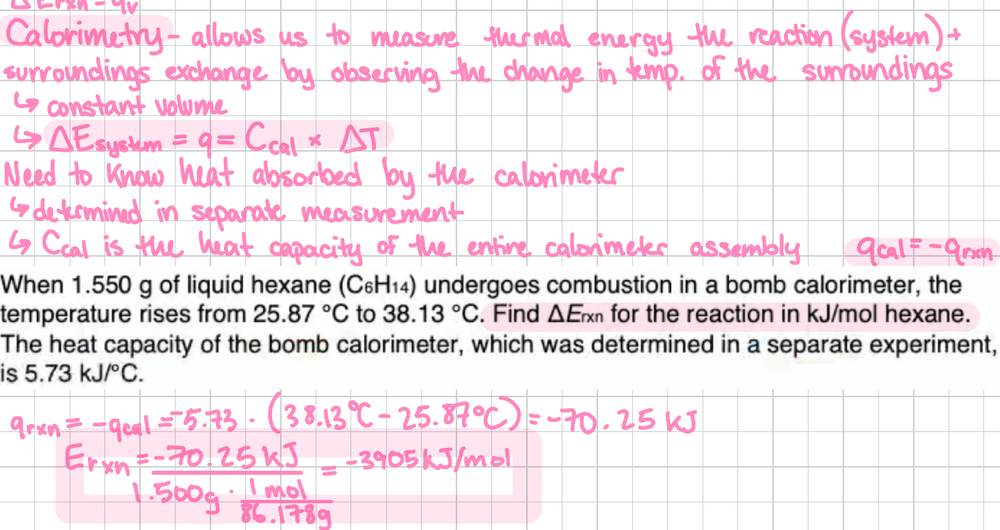 ΔErxn = qv
Calorimetry - allows us to measure thermal energy the reaction (system) +
surroundings exchange by observing the change in temp. of the surroundings
↳ constant volume
↳ ΔEsystem = q = Ccal × ΔT
Need to know heat absorbed by the calorimeter
↳ determined in separate measurement
↳ Ccal is the heat capacity of the entire calorimeter assembly qcal = -qrxn
When 1.550 g of liquid hexane (C₆H₁₄) undergoes combustion in a bomb calorimeter, the
temperature rises from 25.87 °C to 38.13 °C. Find ΔErxn for the reaction in kJ/mol hexane.
The heat capacity of the bomb calorimeter, which was determined in a separate experiment,
is 5.73 kJ/°C.
qrxn = -qcal = -5.73 · (38.13°C - 25.87°C) = -70.25 kJ
Erxn = -70.25 kJ = -3905 kJ/mol
1.500g · 1 mol
86.178g